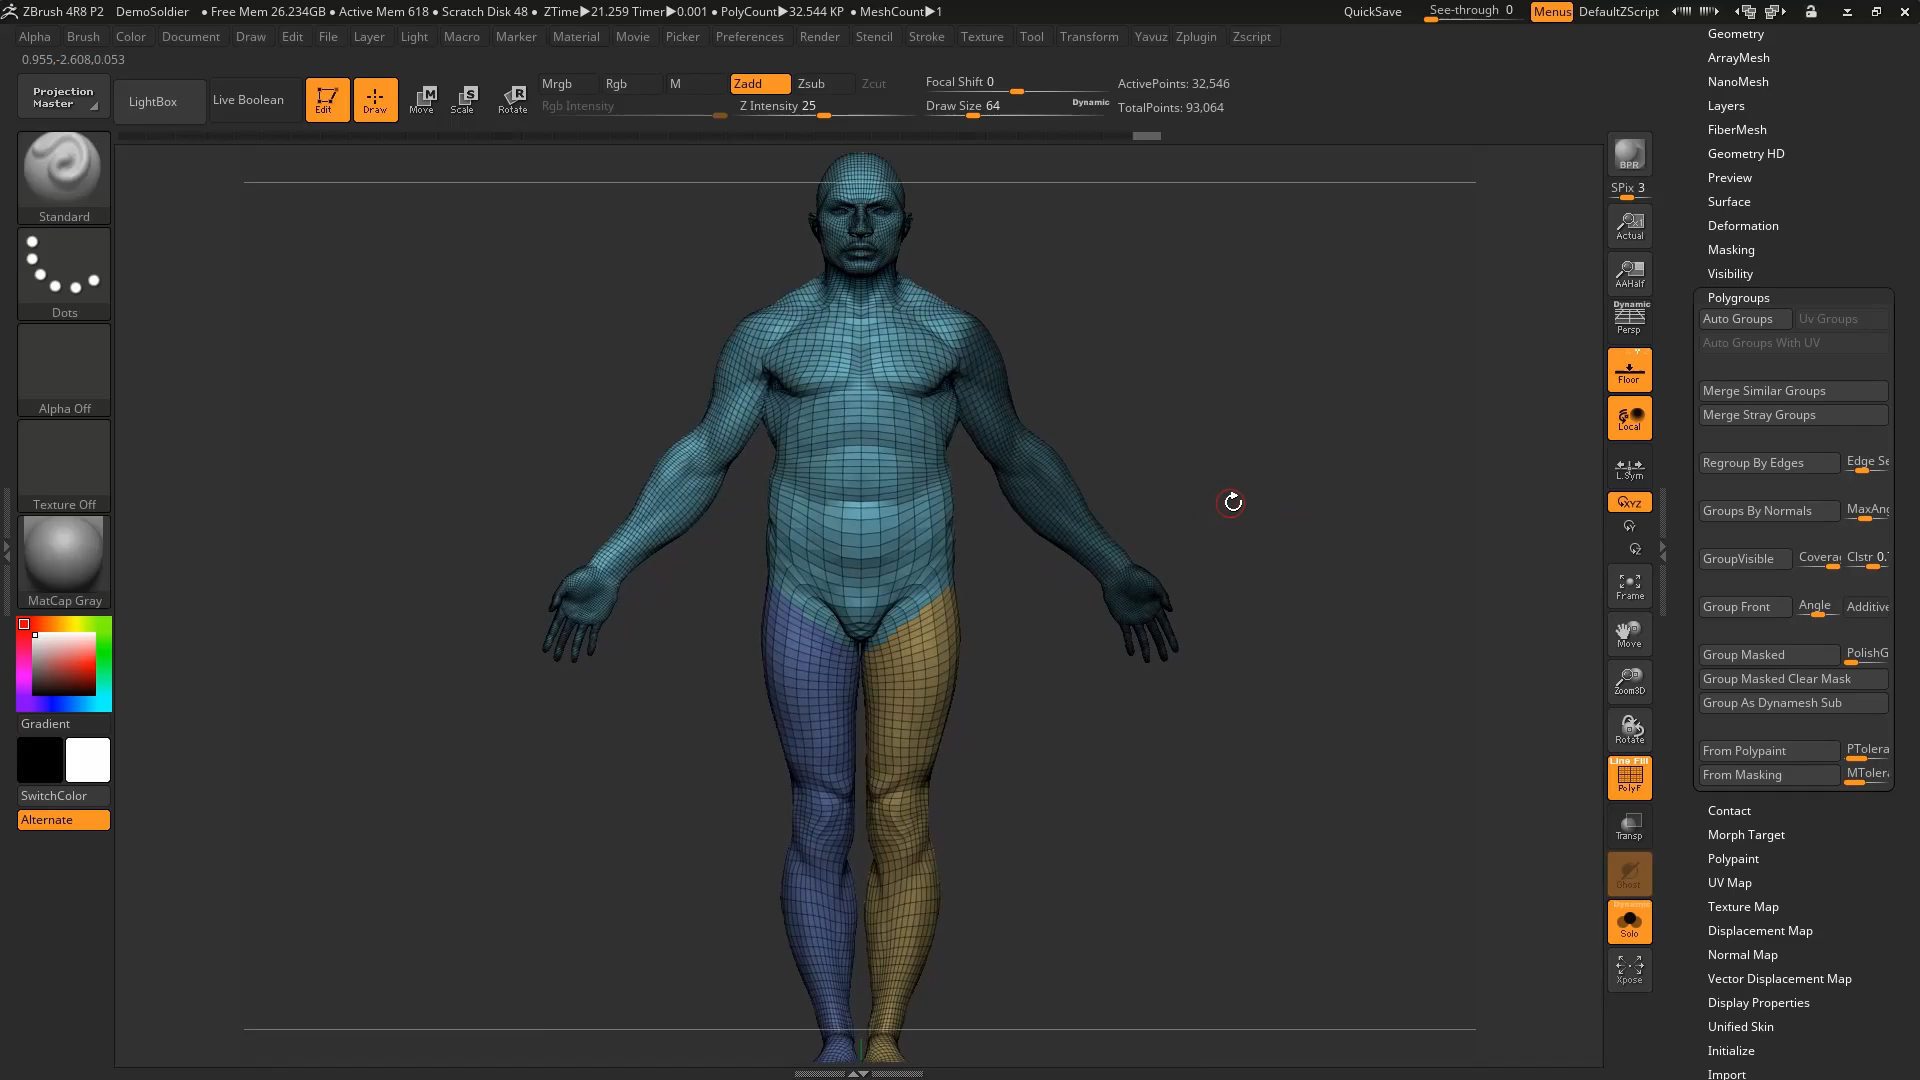 ZBrush 4R8 P2 DemoSoldier • Free Mem 26.234GB • Active Mem 618 • Scratch Disk 48 • ZTime▶21.259 Timer▶0.001 • PolyCount▶32.544 KP • MeshCount▶1 QuickSave See-through 0 Menus DefaultZScript
Alpha Brush Color Document Draw Edit File Layer Light Macro Marker Material Movie Picker Preferences Render Stencil Stroke Texture Tool Transform Yavuz Zplugin Zscript
0.955,-2.608,0.053
Projection Master
LightBox
Live Boolean
Edit
Draw
Move
Scale
Rotate
Mrgb Rgb M Zadd Zsub Zcut
Rgb Intensity Z Intensity 25
Focal Shift 0
Draw Size 64 Dynamic
ActivePoints: 32,546
TotalPoints: 93,064
Standard
Dots
Alpha Off
Texture Off
MatCap Gray
Gradient
SwitchColor
Alternate
BPR
SPix 3
Actual
AAHalf
Dynamic
Persp
Floor
Local
L.Sym
XYZ
Y
Z
Frame
Move
Zoom3D
Rotate
Line Fill
PolyF
Transp
Ghost
Dynamic
Solo
Xpose
Geometry
ArrayMesh
NanoMesh
Layers
FiberMesh
Geometry HD
Preview
Surface
Deformation
Masking
Visibility
Polygroups
Auto Groups Uv Groups
Auto Groups With UV
Merge Similar Groups
Merge Stray Groups
Regroup By Edges Edge Se
Groups By Normals MaxAng
GroupVisible Covera Clstr 0.
Group Front Angle Additive
Group Masked PolishG
Group Masked Clear Mask
Group As Dynamesh Sub
From Polypaint PTolera
From Masking MTolera
Contact
Morph Target
Polypaint
UV Map
Texture Map
Displacement Map
Normal Map
Vector Displacement Map
Display Properties
Unified Skin
Initialize
Import